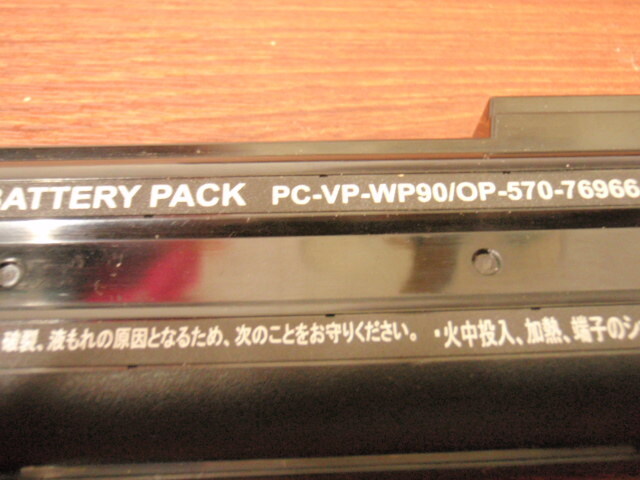 BATTERY PACK PC-VP-WP90/OP-570-76966
破裂、液もれの原因となるため、次のことをお守りください。 ・火中投入、加熱、端子のシ